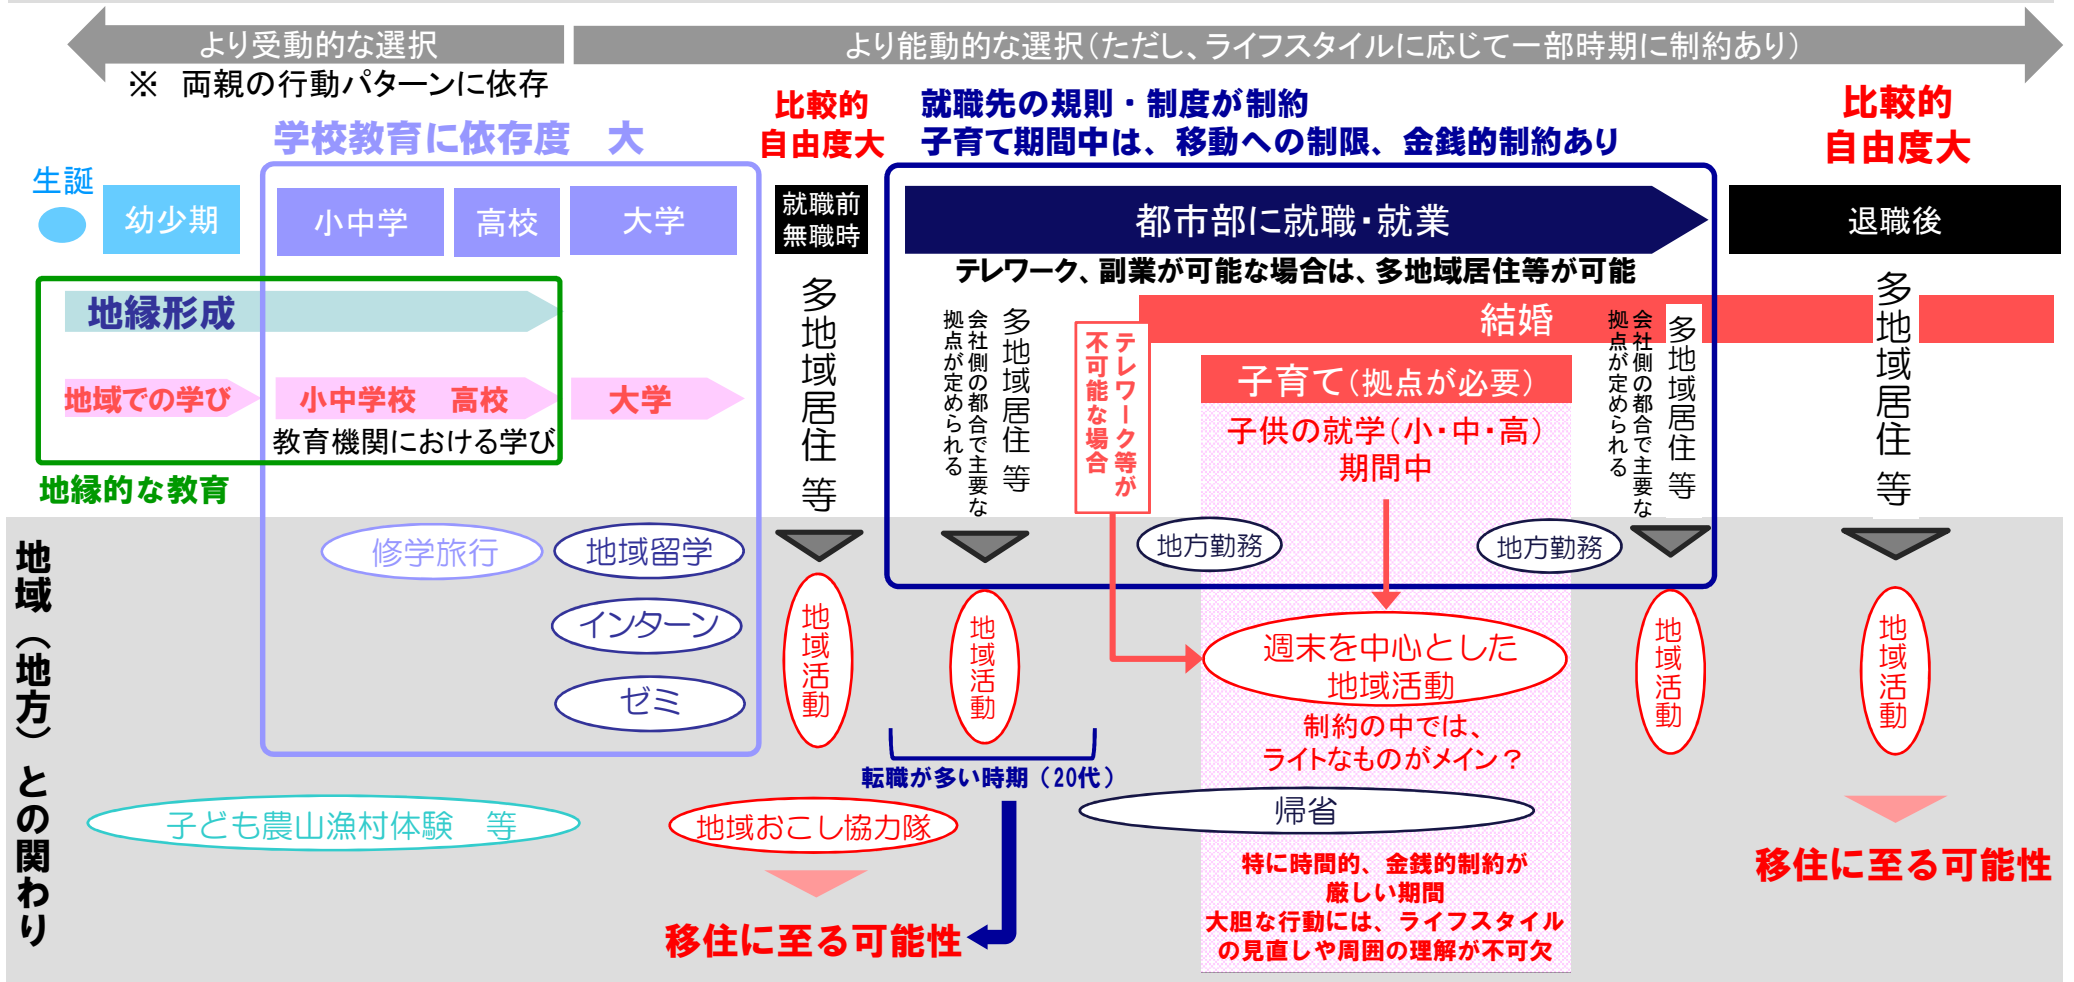 より受動的な選択
より能動的な選択（ただし、ライフスタイルに応じて一部時期に制約あり）
※　両親の行動パターンに依存
学校教育に依存度　大
比較的
自由度大
就職先の規則・制度が制約
子育て期間中は、移動への制限、金銭的制約あり
比較的
自由度大
生誕
幼少期
小中学
高校
大学
就職前
無職時
都市部に就職・就業
退職後
テレワーク、副業が可能な場合は、多地域居住等が可能
地縁形成
地域での学び
小中学校　高校
大学
教育機関における学び
地縁的な教育
多地域居住 等
会社側の都合で主要な
拠点が定められる
多地域居住 等
テレワーク等が
不可能な場合
結婚
子育て（拠点が必要）
子供の就学（小・中・高）
期間中
会社側の都合で主要な
拠点が定められる
多地域居住 等
多地域居住 等
地域（地方）との関わり
修学旅行
地域留学
インターン
ゼミ
地方勤務
地方勤務
地域活動
地域活動
週末を中心とした
地域活動
地域活動
地域活動
制約の中では、
ライトなものがメイン？
転職が多い時期（20代）
子ども農山漁村体験　等
地域おこし協力隊
帰省
特に時間的、金銭的制約が
厳しい期間
大胆な行動には、ライフスタイル
の見直しや周囲の理解が不可欠
移住に至る可能性
移住に至る可能性